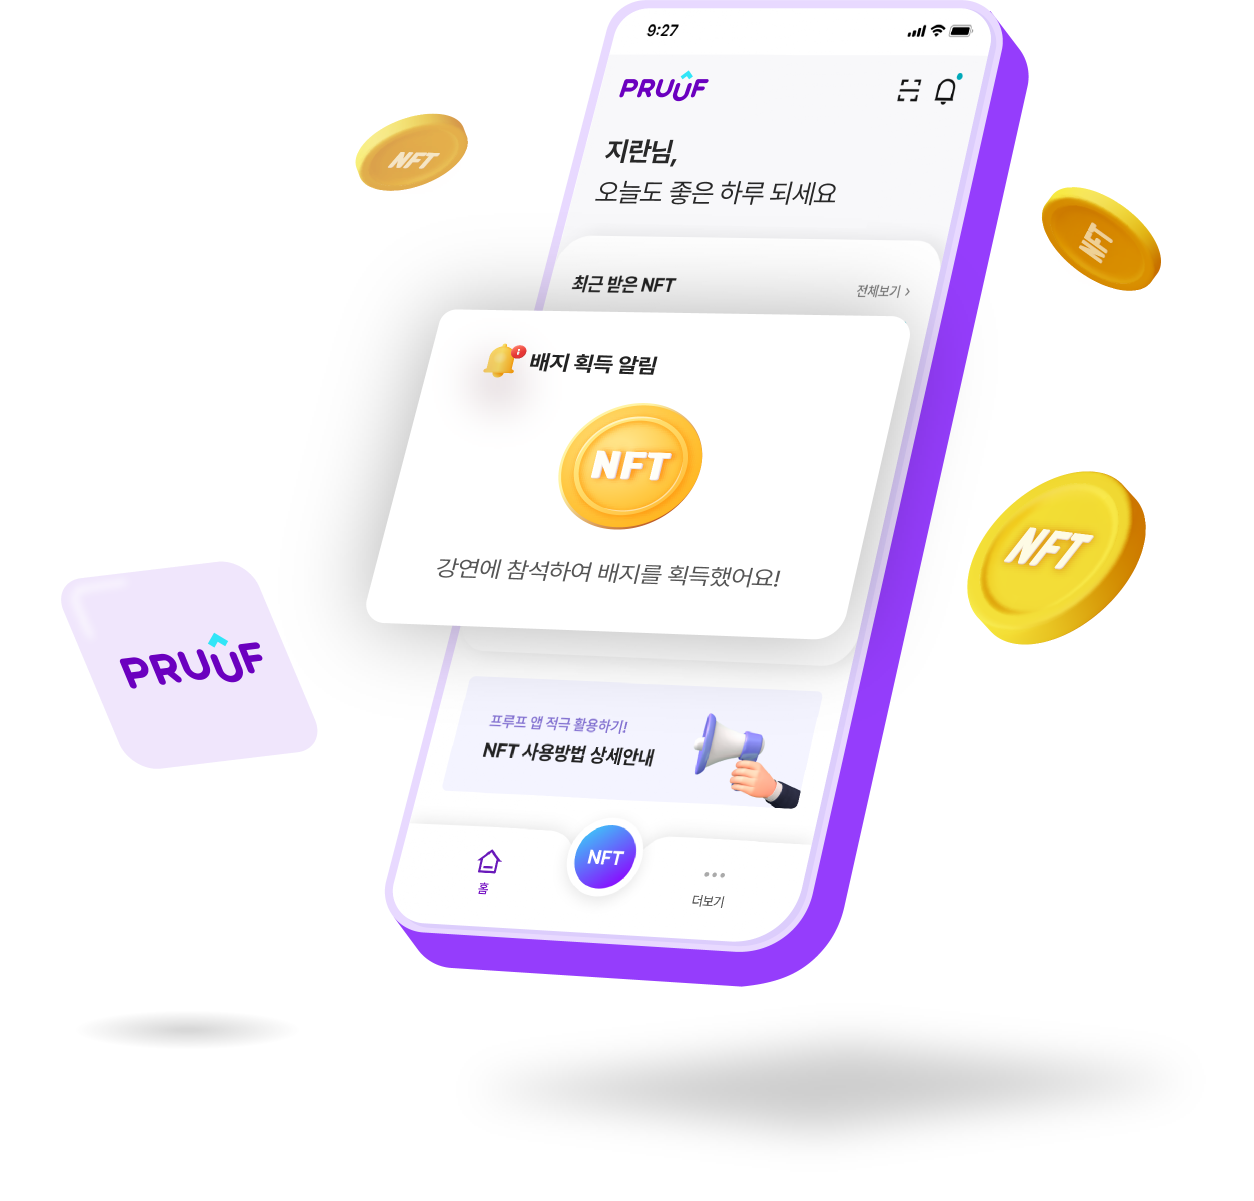 9:27
PRUUF
지란님,
오늘도 좋은 하루 되세요
최근 받은 NFT
전체보기 >
배지 획득 알림
NFT
강연에 참석하여 배지를 획득했어요!
프루프 앱 적극 활용하기!
NFT 사용방법 상세안내
홈
NFT
더보기
NFT
NFT
NFT
PRUUF